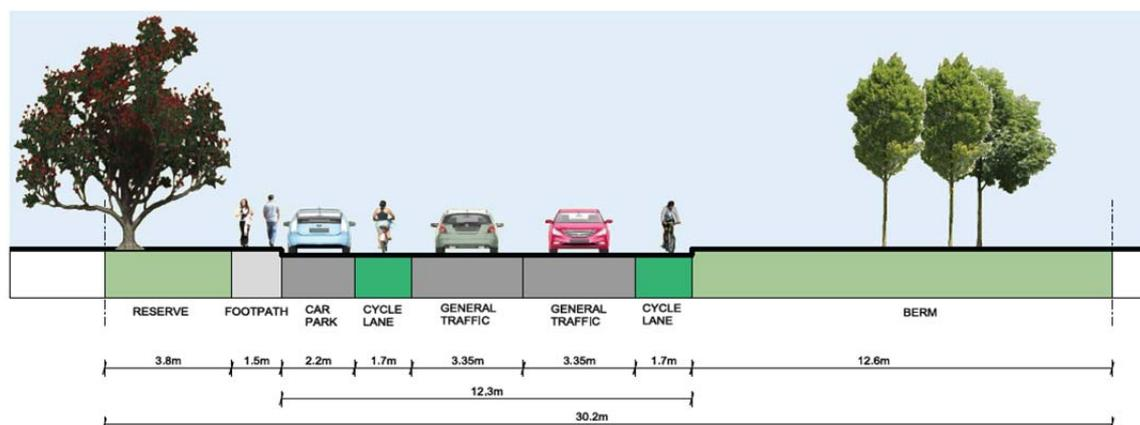 RESERVE
FOOTPATH
CAR
PARK
CYCLE
LANE
GENERAL
TRAFFIC
GENERAL
TRAFFIC
CYCLE
LANE
BERM
3.8m
1.5m
2.2m
1.7m
3.35m
3.35m
1.7m
12.6m
12.3m
30.2m